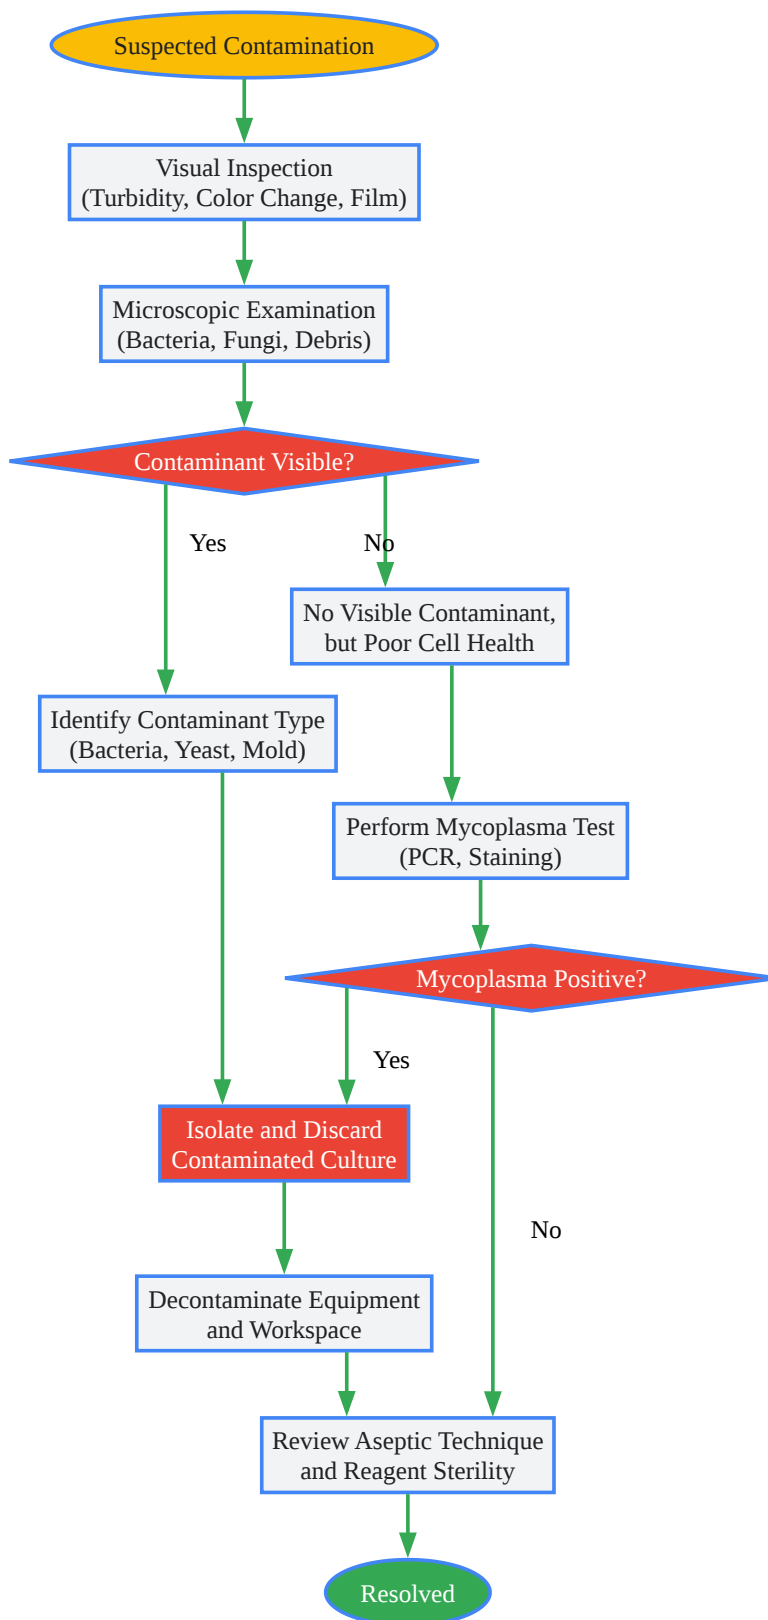 Suspected Contamination
Visual Inspection
(Turbidity, Color Change, Film)
Microscopic Examination
(Bacteria, Fungi, Debris)
Contaminant Visible?
Yes
No
No Visible Contaminant,
but Poor Cell Health
Identify Contaminant Type
(Bacteria, Yeast, Mold)
Perform Mycoplasma Test
(PCR, Staining)
Mycoplasma Positive?
Yes
Isolate and Discard
Contaminated Culture
No
Decontaminate Equipment
and Workspace
Review Aseptic Technique
and Reagent Sterility
Resolved